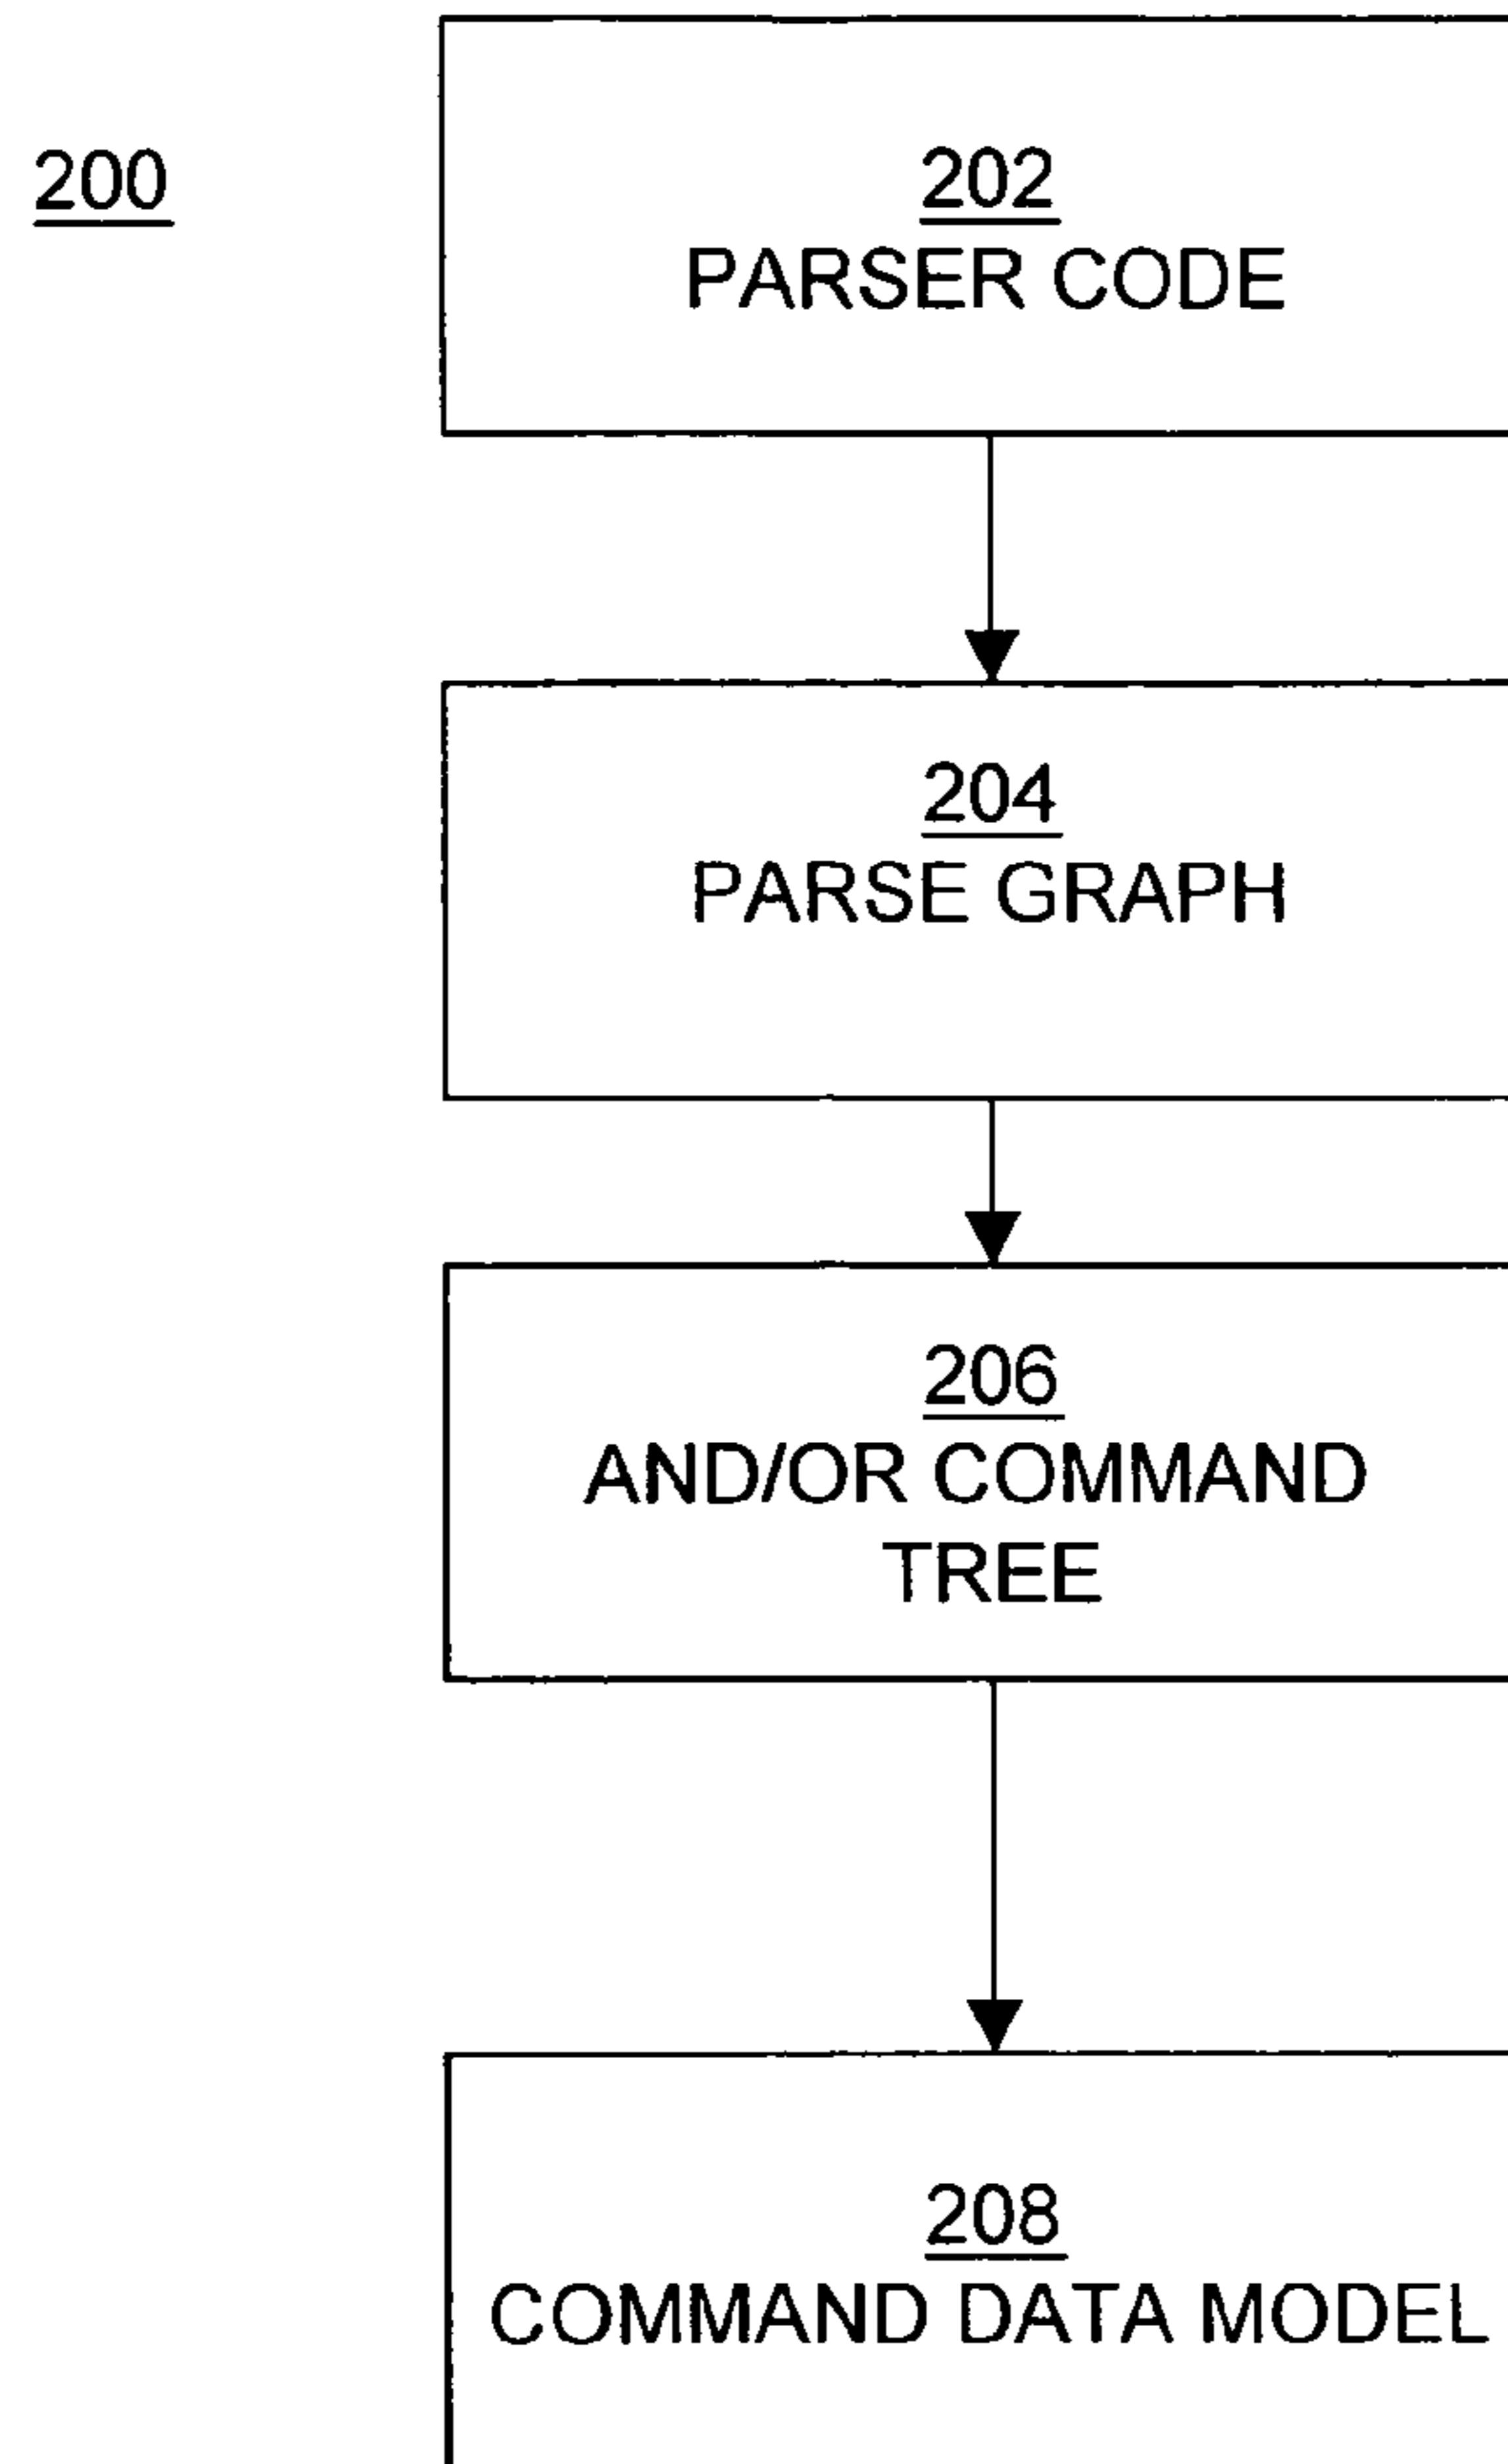 200
202
PARSER CODE
204
PARSE GRAPH
206
AND/OR COMMAND
TREE
208
COMMAND DATA MODEL